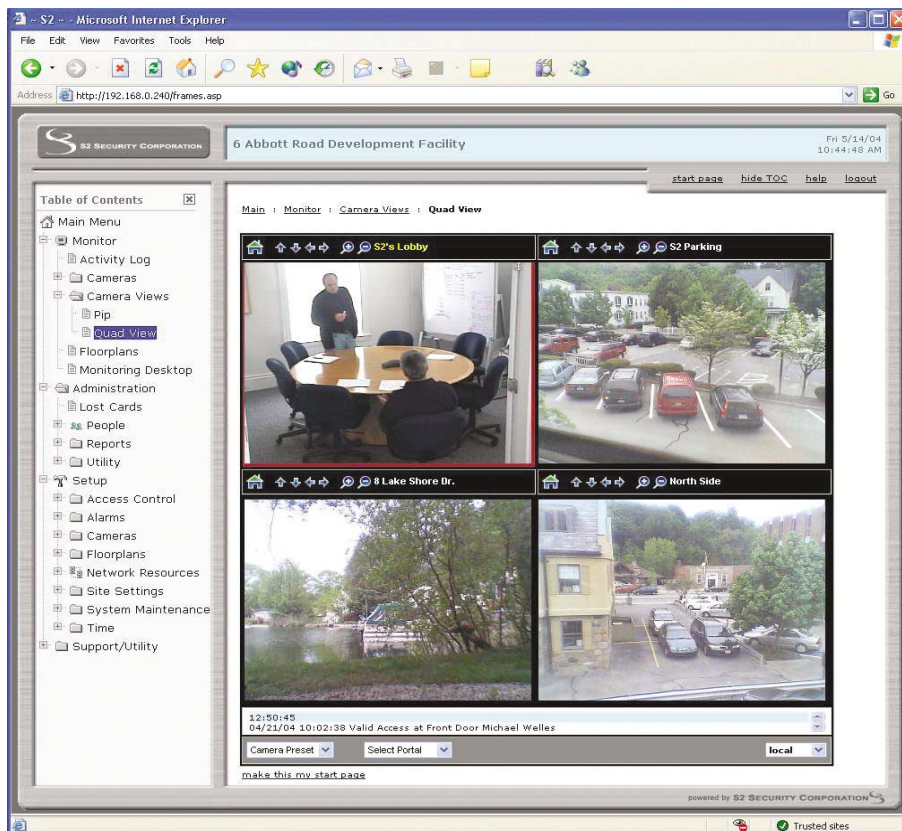 ~ S2 ~ - Microsoft Internet Explorer
File Edit View Favorites Tools Help
Address http://192.168.0.240/frames.asp Go
S2 SECURITY CORPORATION
6 Abbott Road Development Facility
Fri 5/14/04
10:44:48 AM
start page hide TOC help logout
Table of Contents
Main Menu
Monitor
Activity Log
Cameras
Camera Views
Pip
Quad View
Floorplans
Monitoring Desktop
Administration
Lost Cards
People
Reports
Utility
Setup
Access Control
Alarms
Cameras
Floorplans
Network Resources
Site Settings
System Maintenance
Time
Support/Utility
Main : Monitor : Camera Views : Quad View
S2's Lobby
S2 Parking
8 Lake Shore Dr.
North Side
12:50:45
04/21/04 10:02:38 Valid Access at Front Door Michael Welles
Camera Preset Select Portal local
make this my start page
powered by S2 SECURITY CORPORATION
Trusted sites